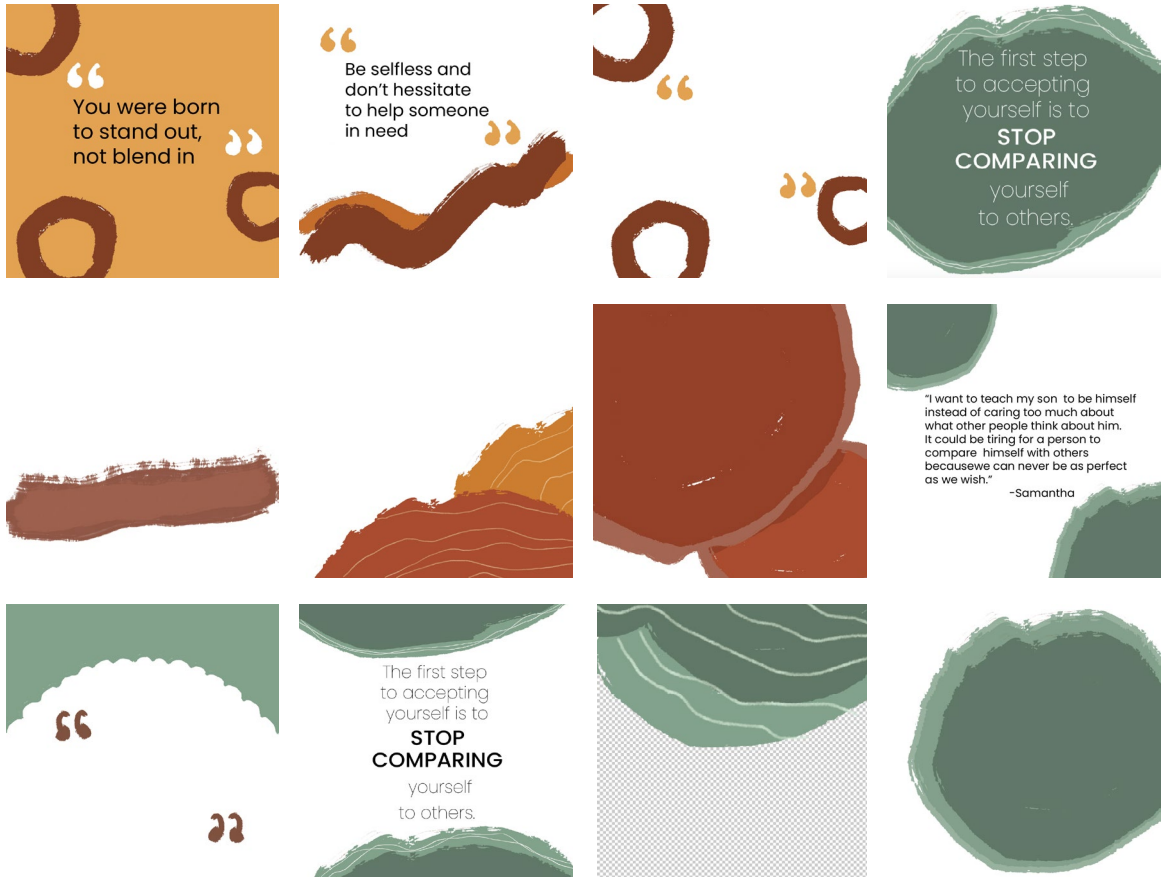 “
You were born
to stand out,
not blend in
”
“
Be selfless and
don't hessitate
to help someone
in need
”
“
”
The first step
to accepting
yourself is to
STOP
COMPARING
yourself
to others.
“I want to teach my son to be himself
instead of caring too much about
what other people think about him.
It could be tiring for a person to
compare himself with others
becausewe can never be as perfect
as we wish.”
-Samantha
“
”
The first step
to accepting
yourself is to
STOP
COMPARING
yourself
to others.